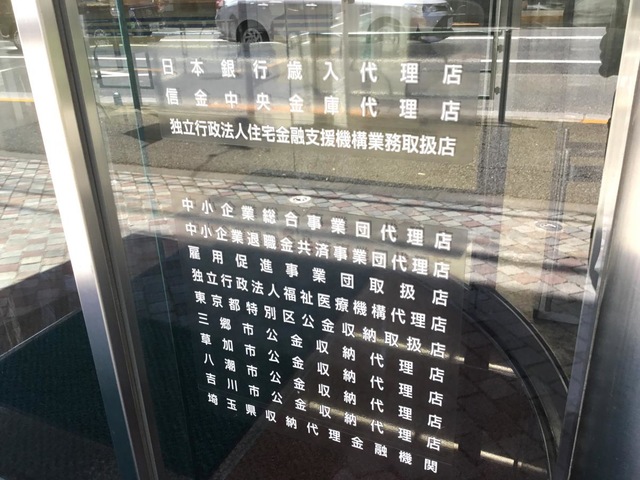 日本銀行歳入代理店
信金中央金庫代理店
独立行政法人住宅金融支援機構業務取扱店
中小企業総合事業団代理店
中小企業退職金共済事業団代理店
雇用促進事業団取扱店
独立行政法人福祉医療機構代理店
東京都特別区公金収納取扱店
三郷市公金収納代理店
草加市公金収納代理店
八潮市公金収納代理店
吉川市公金収納代理店
埼玉県収納代理金融機関